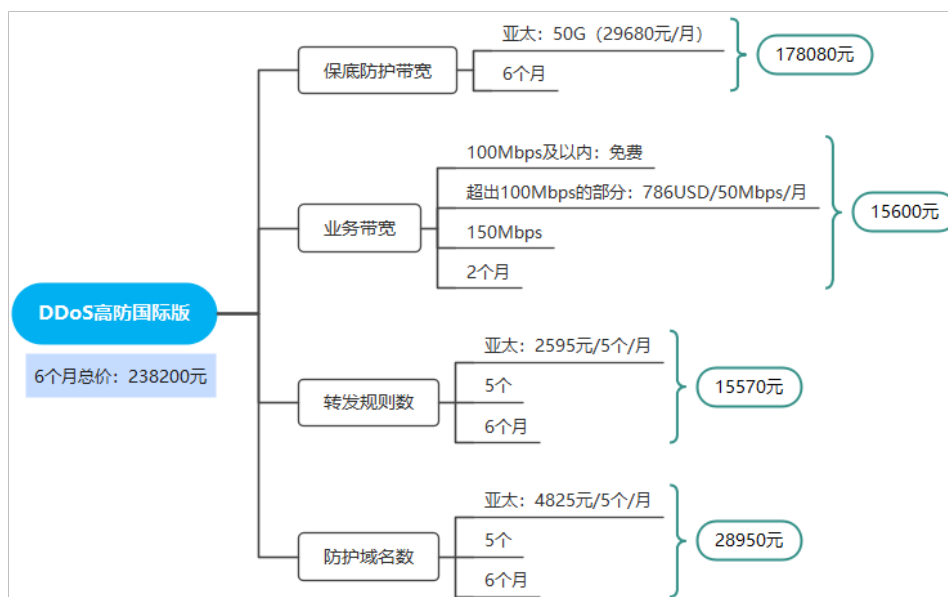 DDoS高防国际版
6个月总价：238200元
保底防护带宽
亚太：50G（29680元/月）
6个月
178080元
业务带宽
100Mbps及以内：免费
超出100Mbps的部分：786USD/50Mbps/月
150Mbps
2个月
15600元
转发规则数
亚太：2595元/5个/月
5个
6个月
15570元
防护域名数
亚太：4825元/5个/月
5个
6个月
28950元